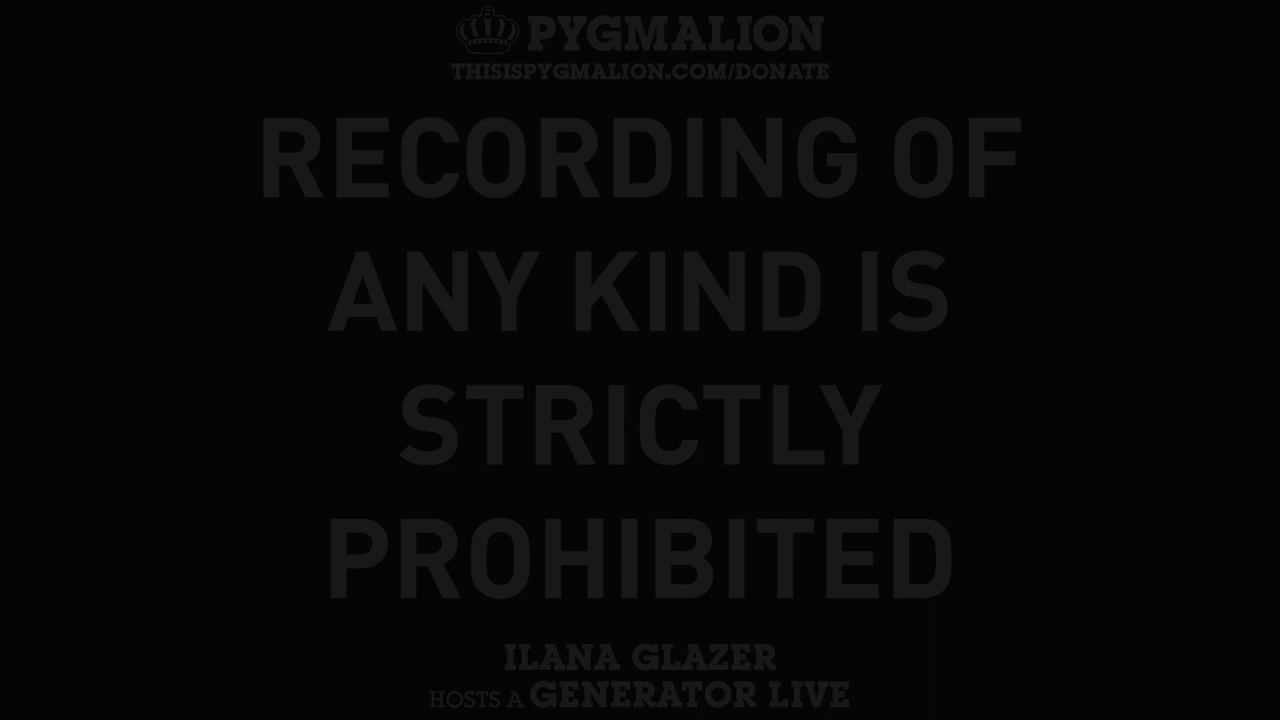 PYGMALION
THISISPYGMALION.COM/DONATE
RECORDING OF
ANY KIND IS
STRICTLY
PROHIBITED
ILANA GLAZER
HOSTS A GENERATOR LIVE